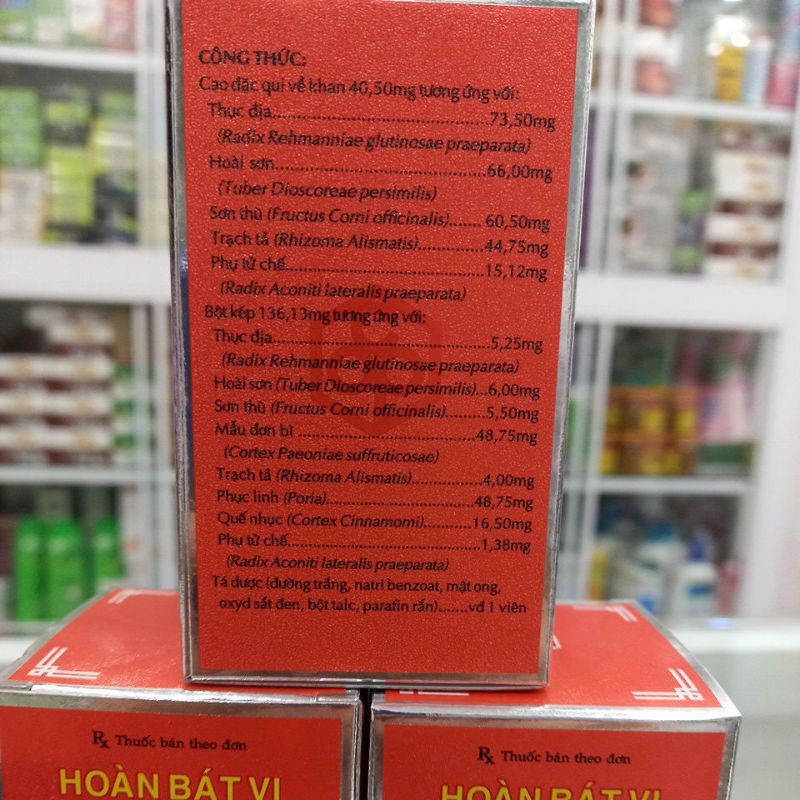 CÔNG THỨC:
Cao đặc qui về khan 40,50mg tương ứng với:
Thục địa..........................................73,50mg
(Radix Rehmanniae glutinosae praeparata)
Hoài sơn..........................................66,00mg
(Tuber Dioscoreae persimilis)
Sơn thù (Fructus Corni officinalis).......60,50mg
Trạch tả (Rhizoma Alismatis)..............44,75mg
Phụ tử chế........................................15,12mg
(Radix Aconiti lateralis praeparata)
Bột kép 136,13mg tương ứng với:
Thục địa..........................................5,25mg
(Radix Rehmanniae glutinosae praeparata)
Hoài sơn (Tuber Dioscoreae persimilis)...6,00mg
Sơn thù (Fructus Corni officinalis)........5,50mg
Mẫu đơn bì.....................................48,75mg
(Cortex Paeoniae suffruticosae)
Trạch tả (Rhizoma Alismatis)..............4,00mg
Phục linh (Poria)...............................48,75mg
Quế nhục (Cortex Cinnamomi)..........16,50mg
Phụ tử chế........................................1,38mg
(Radix Aconiti lateralis praeparata)
Tá dược (đường trắng, natri benzoat, mật ong,
oxyd sắt đen, bột talc, parafin rắn).......vđ 1 viên
Rx Thuốc bán theo đơn
HOÀN BÁT VỊ
Rx Thuốc bán theo đơn
HOÀN BÁT VỊ